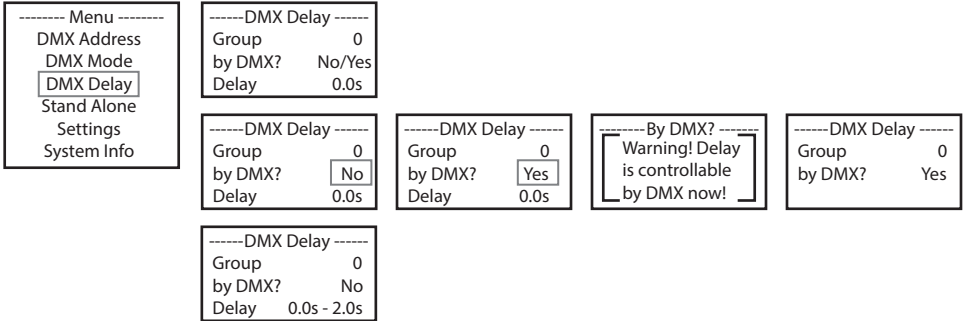 -------- Menu --------
DMX Address
DMX Mode
DMX Delay
Stand Alone
Settings
System Info
------DMX Delay ------
Group 0
by DMX? No/Yes
Delay 0.0s
------DMX Delay ------
Group 0
by DMX? No
Delay 0.0s
------DMX Delay ------
Group 0
by DMX? Yes
Delay 0.0s
--------By DMX? -------
Warning! Delay
is controllable
by DMX now!
------DMX Delay ------
Group 0
by DMX? Yes
------DMX Delay ------
Group 0
by DMX? No
Delay 0.0s - 2.0s